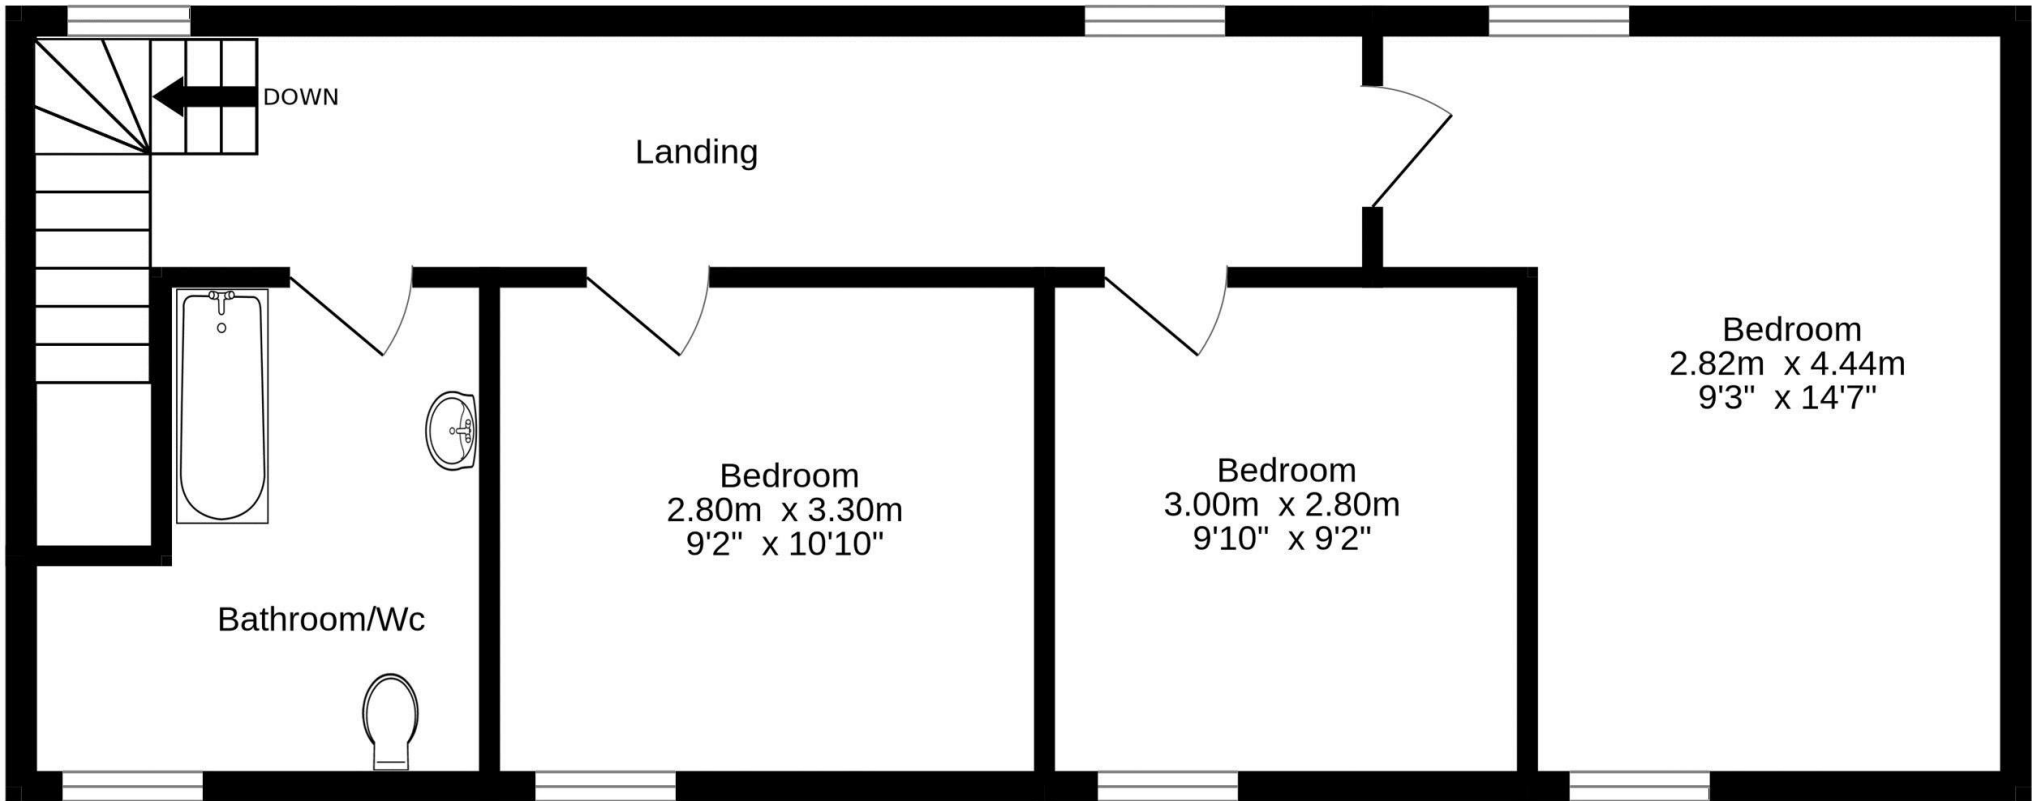 DOWN
Landing
Bedroom
2.82m x 4.44m
9'3" x 14'7"
Bedroom
2.80m x 3.30m
9'2" x 10'10"
Bedroom
3.00m x 2.80m
9'10" x 9'2"
Bathroom/Wc